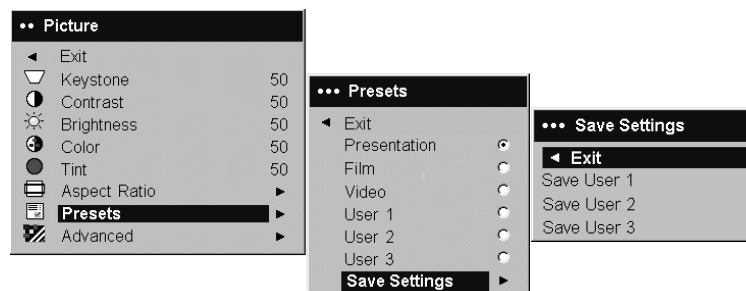 •• Picture
Exit
Keystone 50
Contrast 50
Brightness 50
Color 50
Tint 50
Aspect Ratio
Presets
Advanced
••• Presets
Exit
Presentation
Film
Video
User 1
User 2
User 3
Save Settings
••• Save Settings
Exit
Save User 1
Save User 2
Save User 3